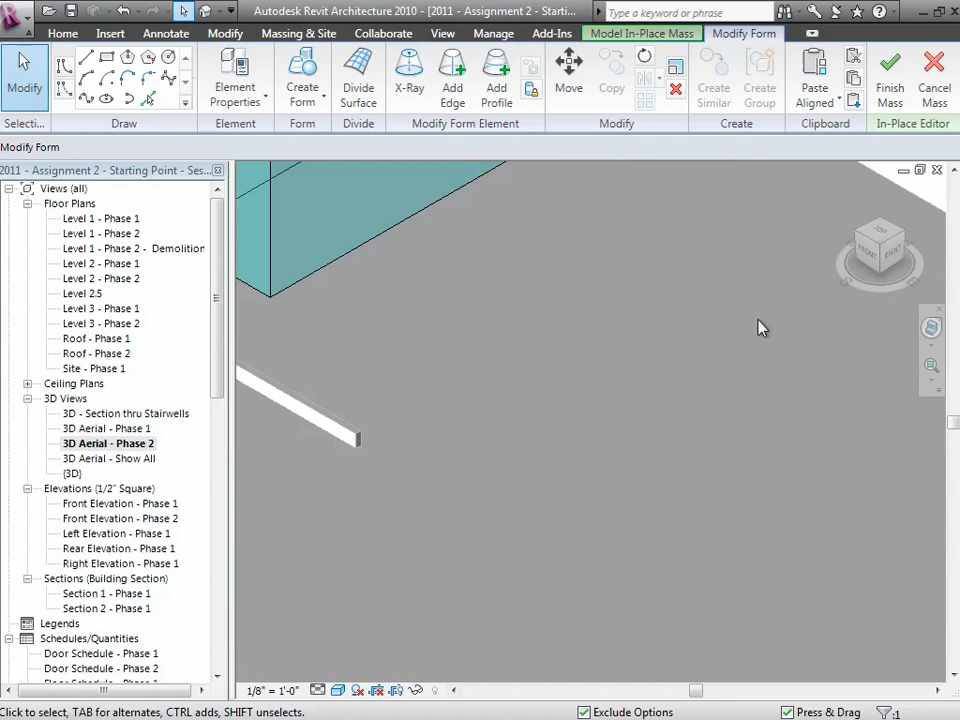 Autodesk Revit Architecture 2010 - [2011 - Assignment 2 - Starti...
Type a keyword or phrase
Home Insert Annotate Modify Massing & Site Collaborate View Manage Add-Ins Model In-Place Mass Modify Form
Modify
Element Properties
Create Form
Divide Surface
X-Ray
Add Edge
Add Profile
Move
Copy
Create Similar
Create Group
Paste Aligned
Finish Mass
Cancel Mass
Selecti... Draw Element Form Divide Modify Form Element Modify Create Clipboard In-Place Editor
Modify Form
2011 - Assignment 2 - Starting Point - Ses...
Views (all)
Floor Plans
Level 1 - Phase 1
Level 1 - Phase 2
Level 1 - Phase 2 - Demolition
Level 2 - Phase 1
Level 2 - Phase 2
Level 2.5
Level 3 - Phase 1
Level 3 - Phase 2
Roof - Phase 1
Roof - Phase 2
Site - Phase 1
Ceiling Plans
3D Views
3D - Section thru Stairwells
3D Aerial - Phase 1
3D Aerial - Phase 2
3D Aerial - Show All
{3D}
Elevations (1/2" Square)
Front Elevation - Phase 1
Front Elevation - Phase 2
Left Elevation - Phase 1
Rear Elevation - Phase 1
Right Elevation - Phase 1
Sections (Building Section)
Section 1 - Phase 1
Section 2 - Phase 1
Legends
Schedules/Quantities
Door Schedule - Phase 1
Door Schedule - Phase 2
TOP
FRONT
RIGHT
1/8" = 1'-0"
Click to select, TAB for alternates, CTRL adds, SHIFT unselects.
Exclude Options
Press & Drag
:1